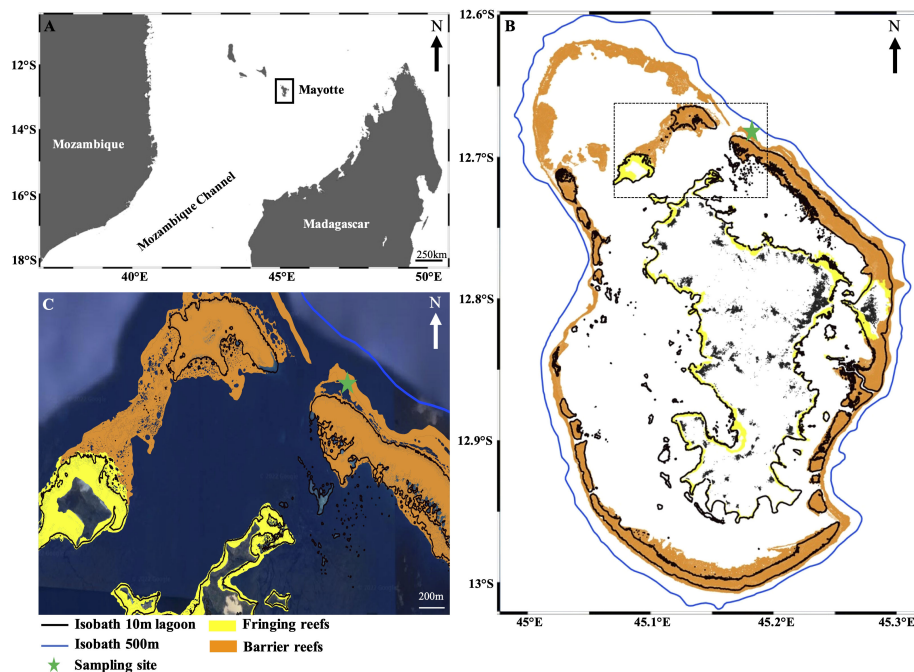 A
N
12°S
14°S
16°S
18°S
Mayotte
Mozambique
Mozambique Channel
Madagascar
250km
40°E
45°E
50°E
B
N
12.6°S
12.7°S
12.8°S
12.9°S
13°S
45°E
45.1°E
45.2°E
45.3°E
C
N
200m
Isobath 10m lagoon
Fringing reefs
Isobath 500m
Barrier reefs
Sampling site